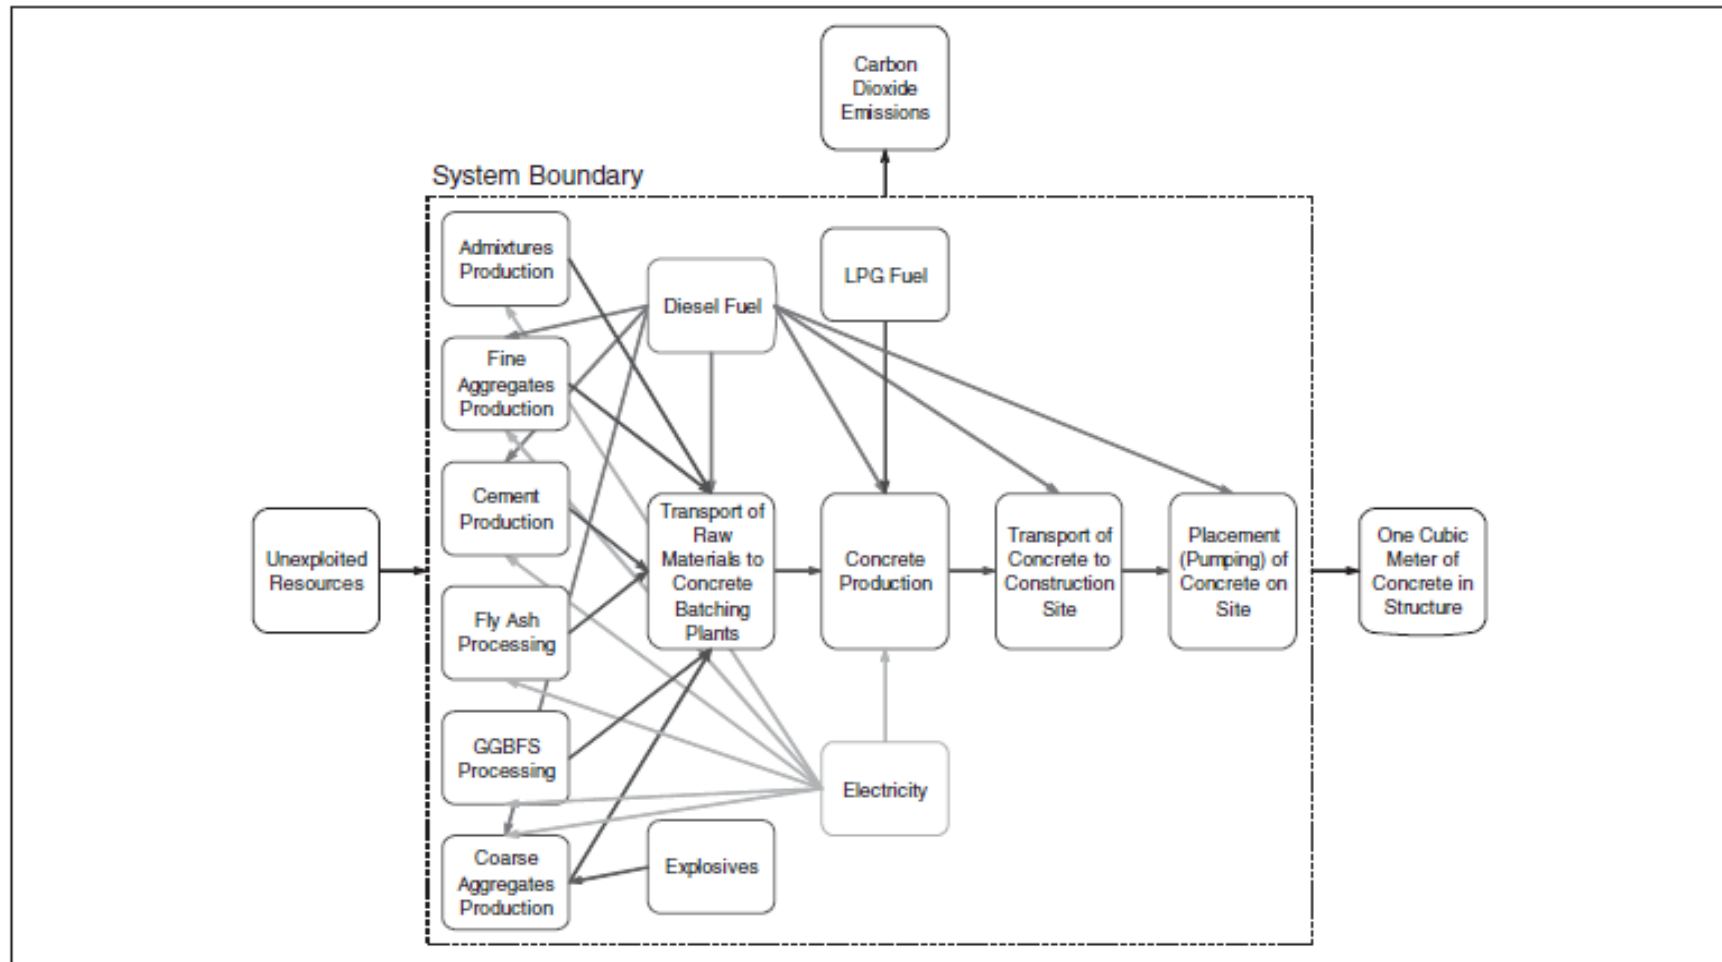 Carbon
Dioxide
Emissions
System Boundary
Admixtures
Production
Diesel Fuel
LPG Fuel
Fine
Aggregates
Production
Cement
Production
Unexploited
Resources
Transport of
Raw
Materials to
Concrete
Batching
Plants
Concrete
Production
Transport of
Concrete to
Construction
Site
Placement
(Pumping) of
Concrete on
Site
One Cubic
Meter of
Concrete in
Structure
Fly Ash
Processing
GGBFS
Processing
Electricity
Coarse
Aggregates
Production
Explosives